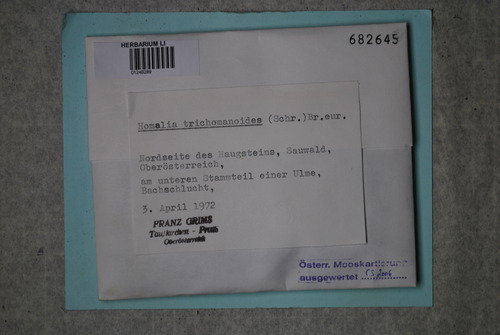 HERBARIUM LI
01246269
682645
Homalia trichomanoides (Schr.)Br.eur.
Nordseite des Haugsteins, Sauwald,
Oberösterreich,
am unteren Stammteil einer Ulme,
Bachschlucht,
3. April 1972
FRANZ GRIMS
Taufkirchen - Pram
Oberösterreich
Österr. Mooskartierung
ausgewertet